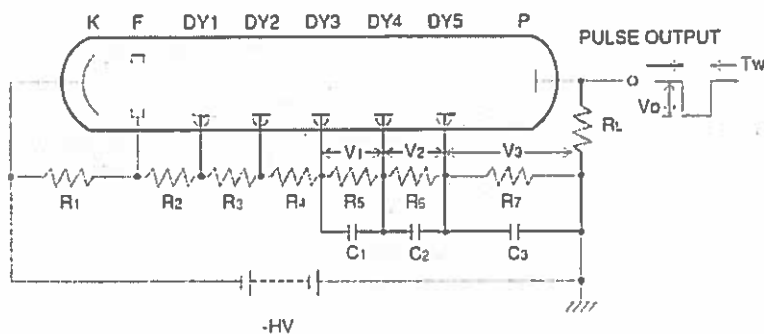 K F DY1 DY2 DY3 DY4 DY5 P
PULSE OUTPUT
TW
VO
RL
V1 V2 V3
R1 R2 R3 R4 R5 R6 R7
C1 C2 C3
-HV